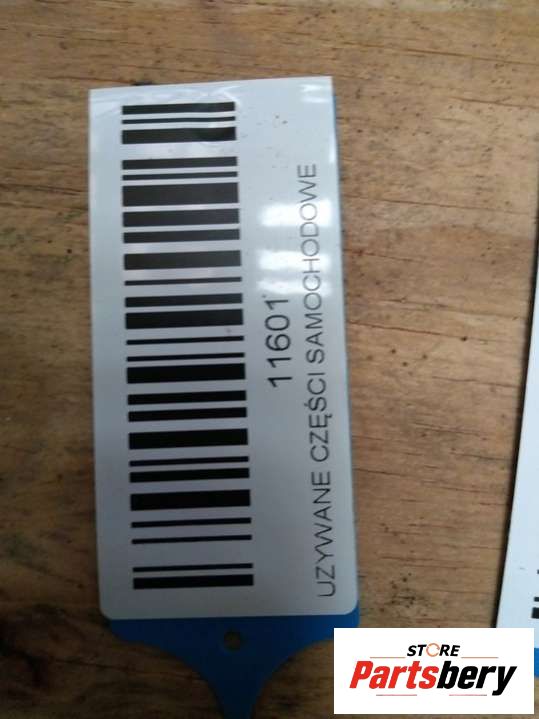 11601
UZYWANE CZĘŚCI SAMOCHODOWE
STORE
Partsbery